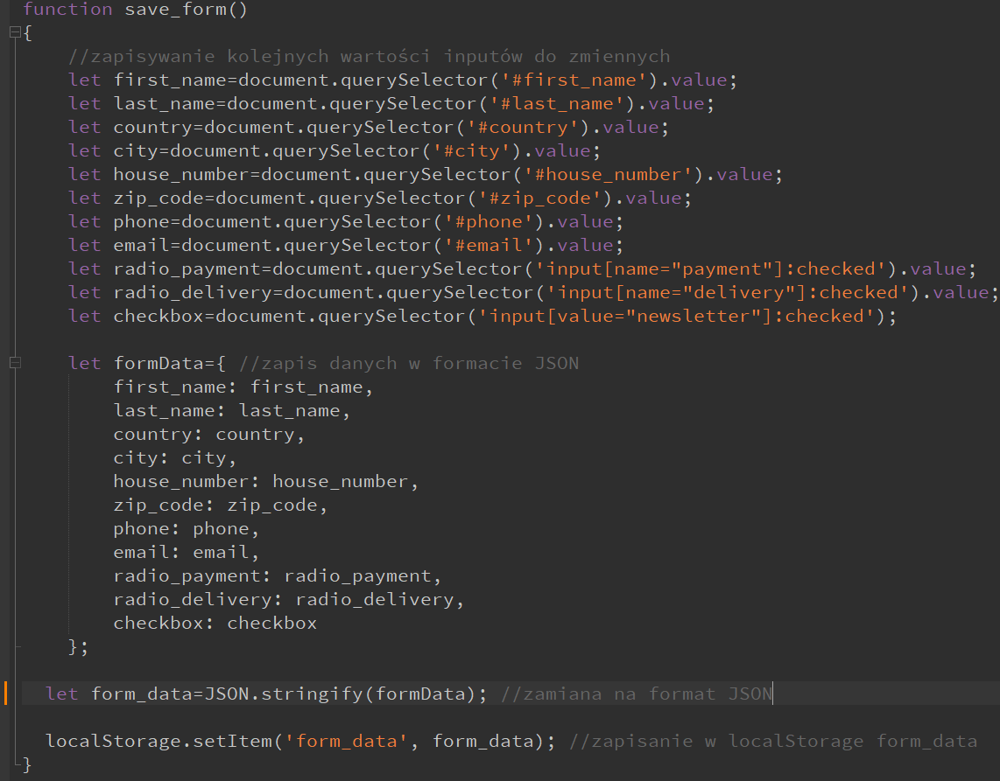 function save_form()
{
//zapisywanie kolejnych wartości inputów do zmiennych
let first_name=document.querySelector('#first_name').value;
let last_name=document.querySelector('#last_name').value;
let country=document.querySelector('#country').value;
let city=document.querySelector('#city').value;
let house_number=document.querySelector('#house_number').value;
let zip_code=document.querySelector('#zip_code').value;
let phone=document.querySelector('#phone').value;
let email=document.querySelector('#email').value;
let radio_payment=document.querySelector('input[name="payment"]:checked').value;
let radio_delivery=document.querySelector('input[name="delivery"]:checked').value;
let checkbox=document.querySelector('input[value="newsletter"]:checked');
let formData={ //zapis danych w formacie JSON
first_name: first_name,
last_name: last_name,
country: country,
city: city,
house_number: house_number,
zip_code: zip_code,
phone: phone,
email: email,
radio_payment: radio_payment,
radio_delivery: radio_delivery,
checkbox: checkbox
};
let form_data=JSON.stringify(formData); //zamiana na format JSON
localStorage.setItem('form_data', form_data); //zapisanie w localStorage form_data
}